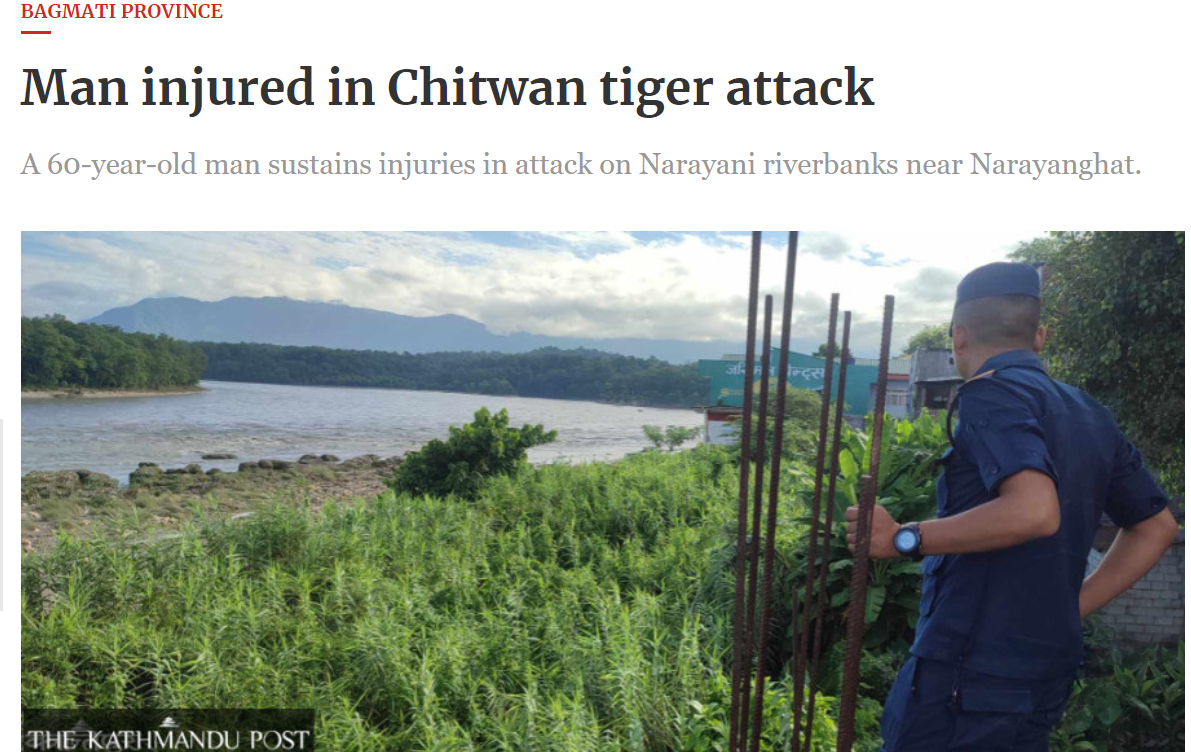 BAGMATI PROVINCE
Man injured in Chitwan tiger attack
A 60-year-old man sustains injuries in attack on Narayani riverbanks near Narayanghat.
THE KATHMANDU POST